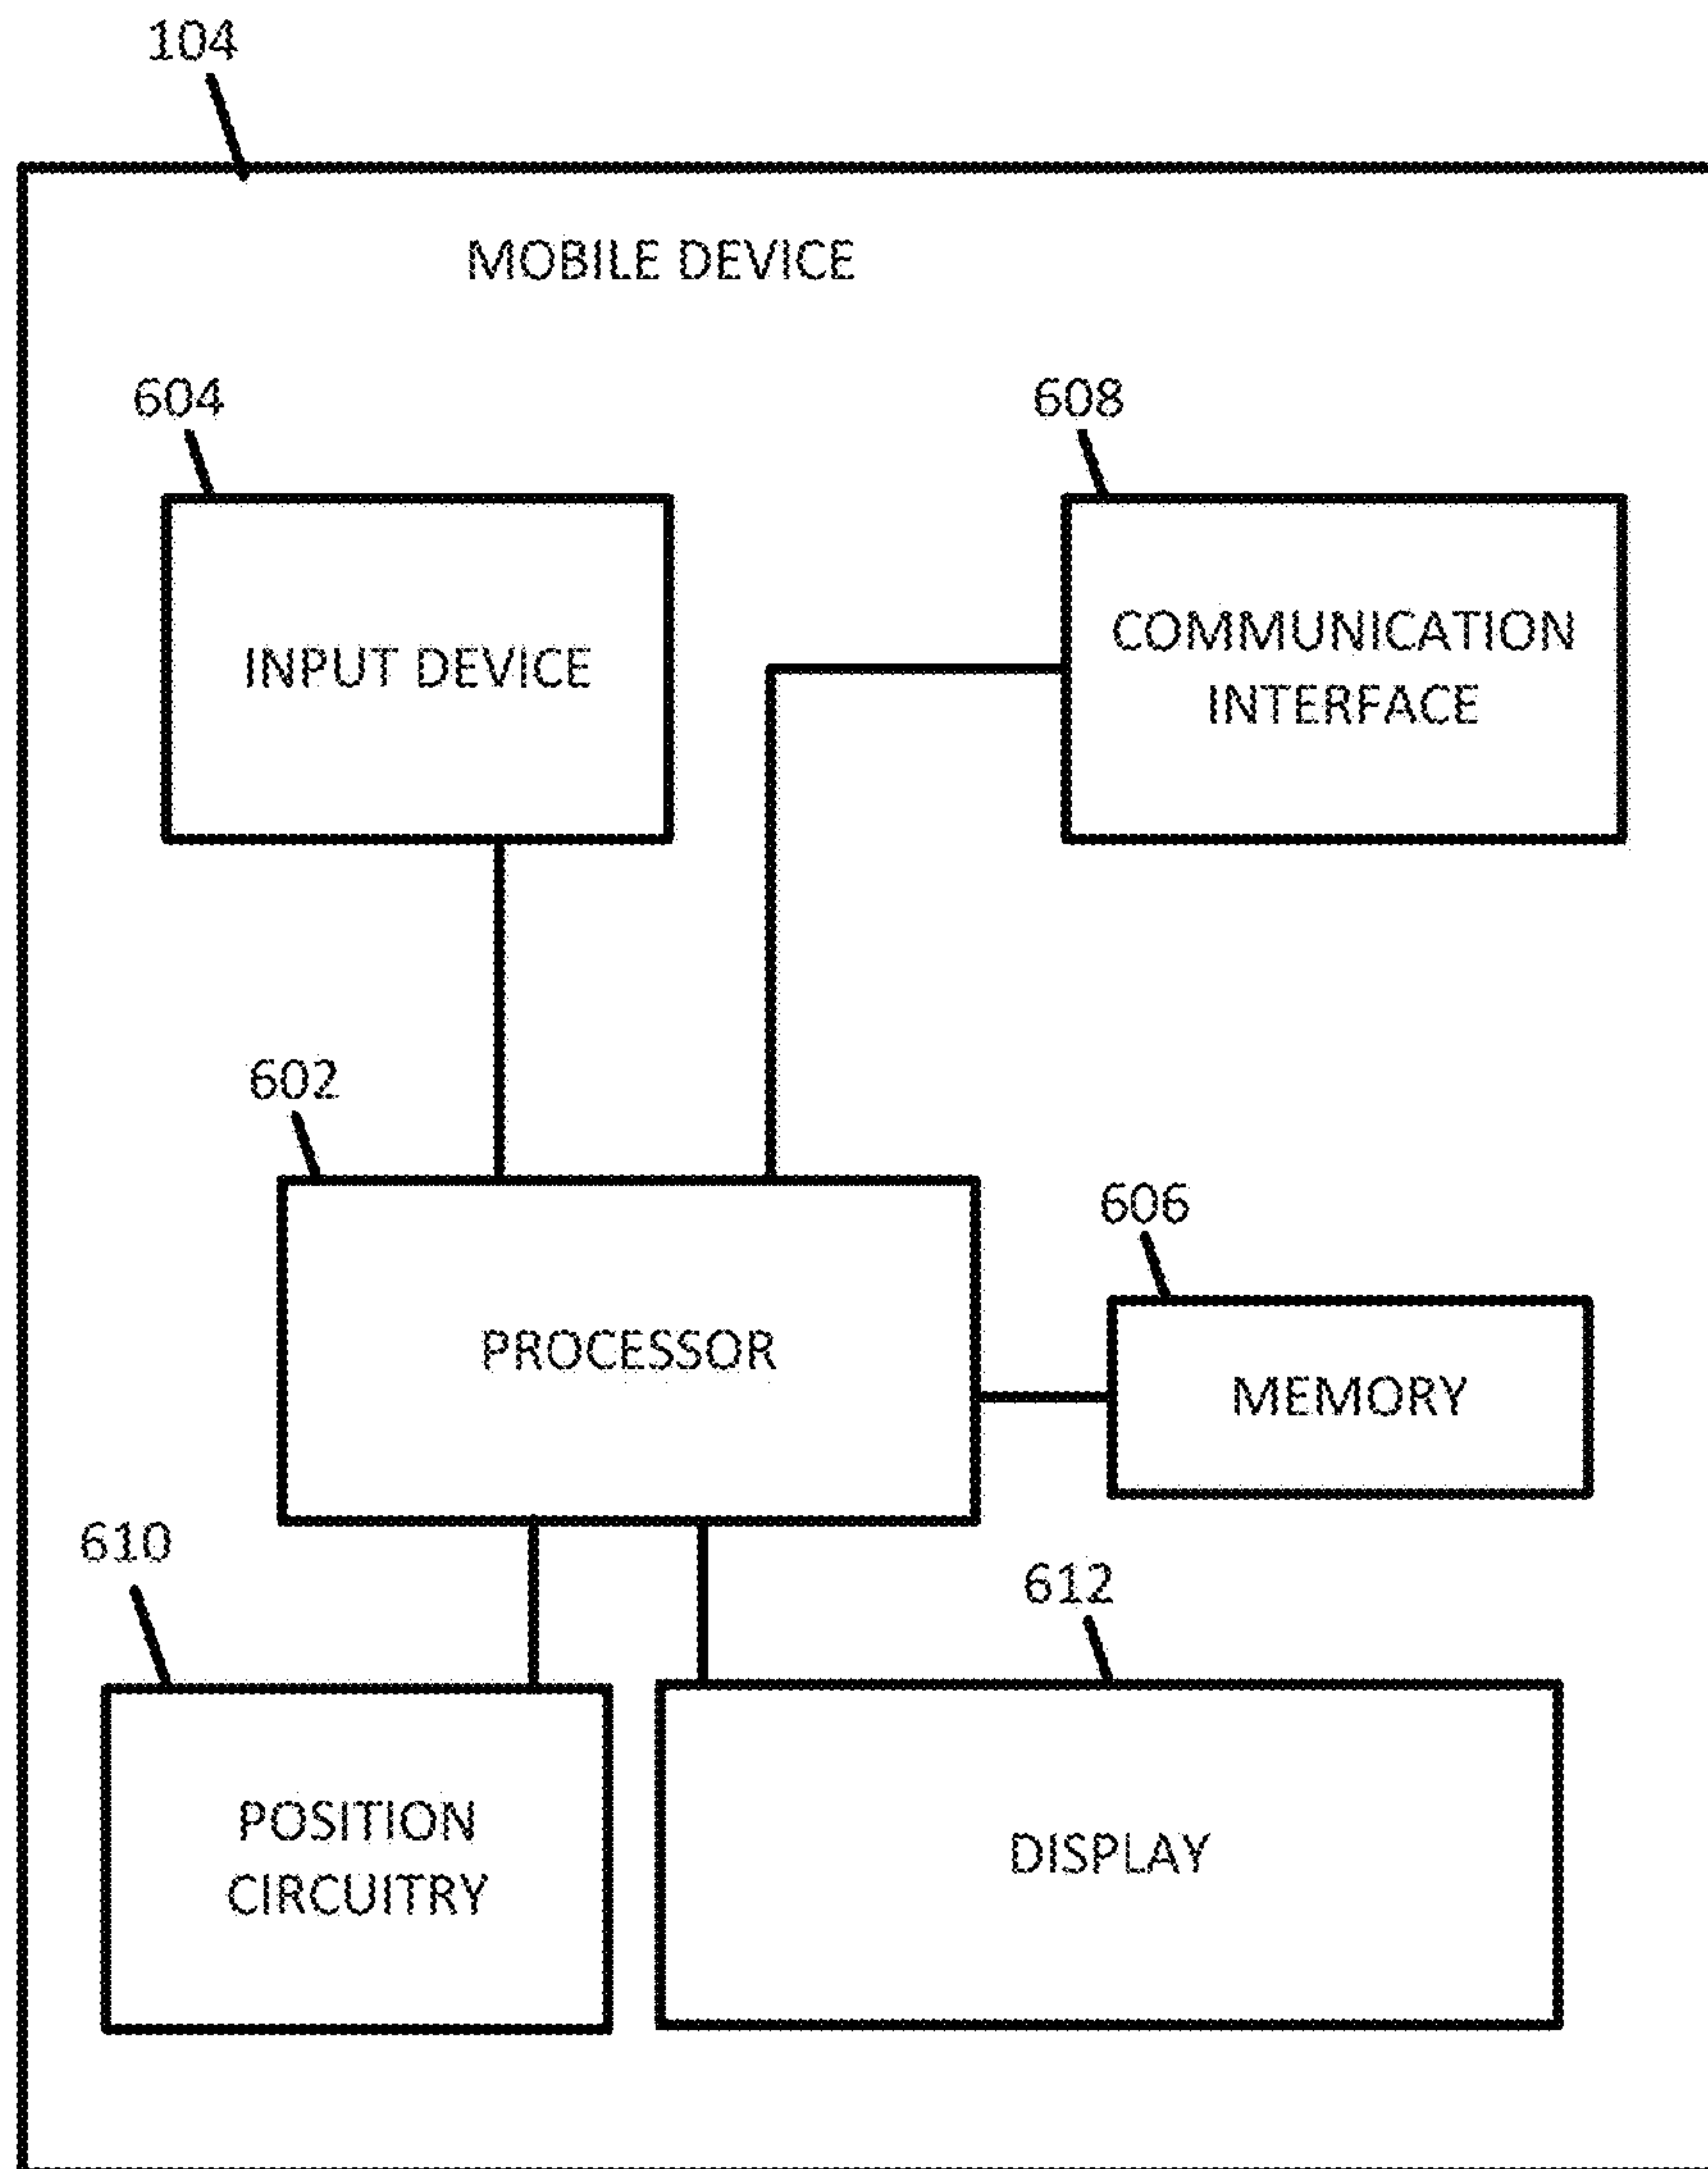 104
MOBILE DEVICE
604
608
INPUT DEVICE
COMMUNICATION
INTERFACE
602
606
PROCESSOR
MEMORY
610
612
POSITION
CIRCUITRY
DISPLAY